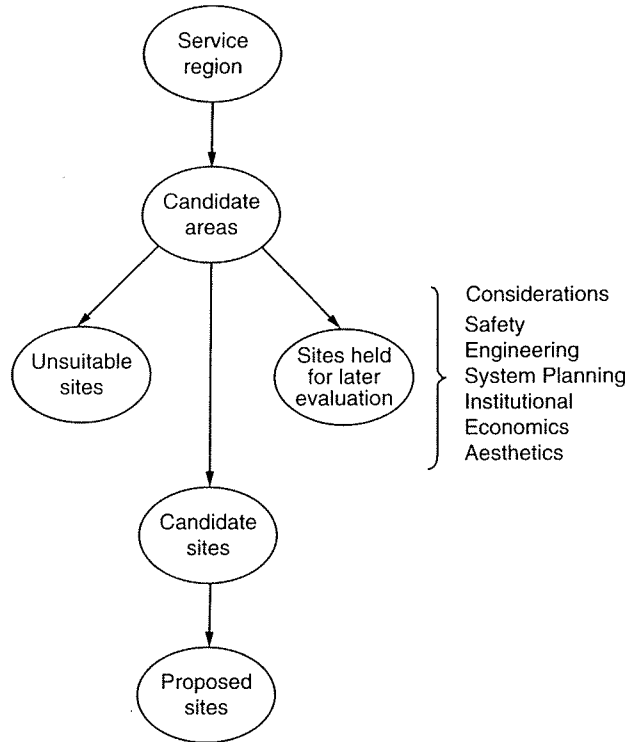 Service
region
Candidate
areas
Unsuitable
sites
Sites held
for later
evaluation
Considerations
Safety
Engineering
System Planning
Institutional
Economics
Aesthetics
Candidate
sites
Proposed
sites